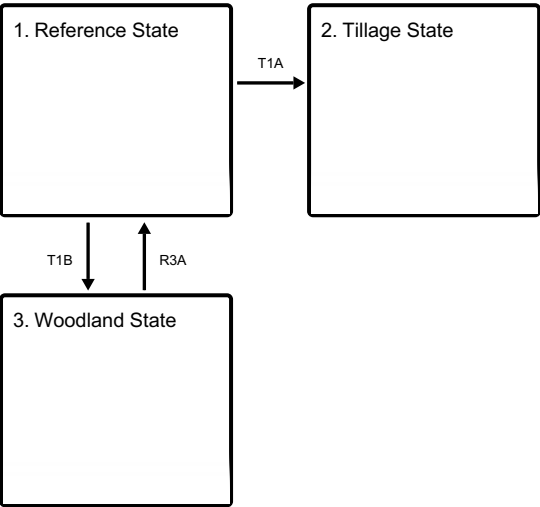 1. Reference State
2. Tillage State
T1A
T1B
R3A
3. Woodland State